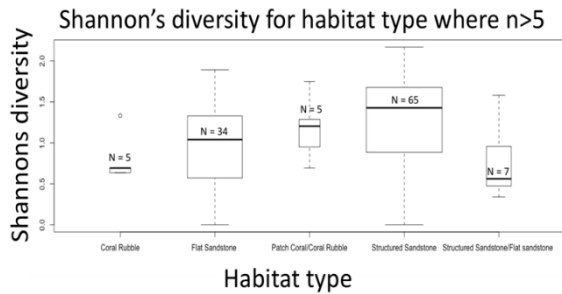 Shannon's diversity for habitat type where n>5
Shannons diversity
2.0
1.5
1.0
0.5
0.0
N = 5
N = 34
N = 5
N = 65
N = 7
Coral Rubble
Flat Sandstone
Patch Coral/Coral Rubble
Structured Sandstone
Structured Sandstone/Flat sandstone
Habitat type